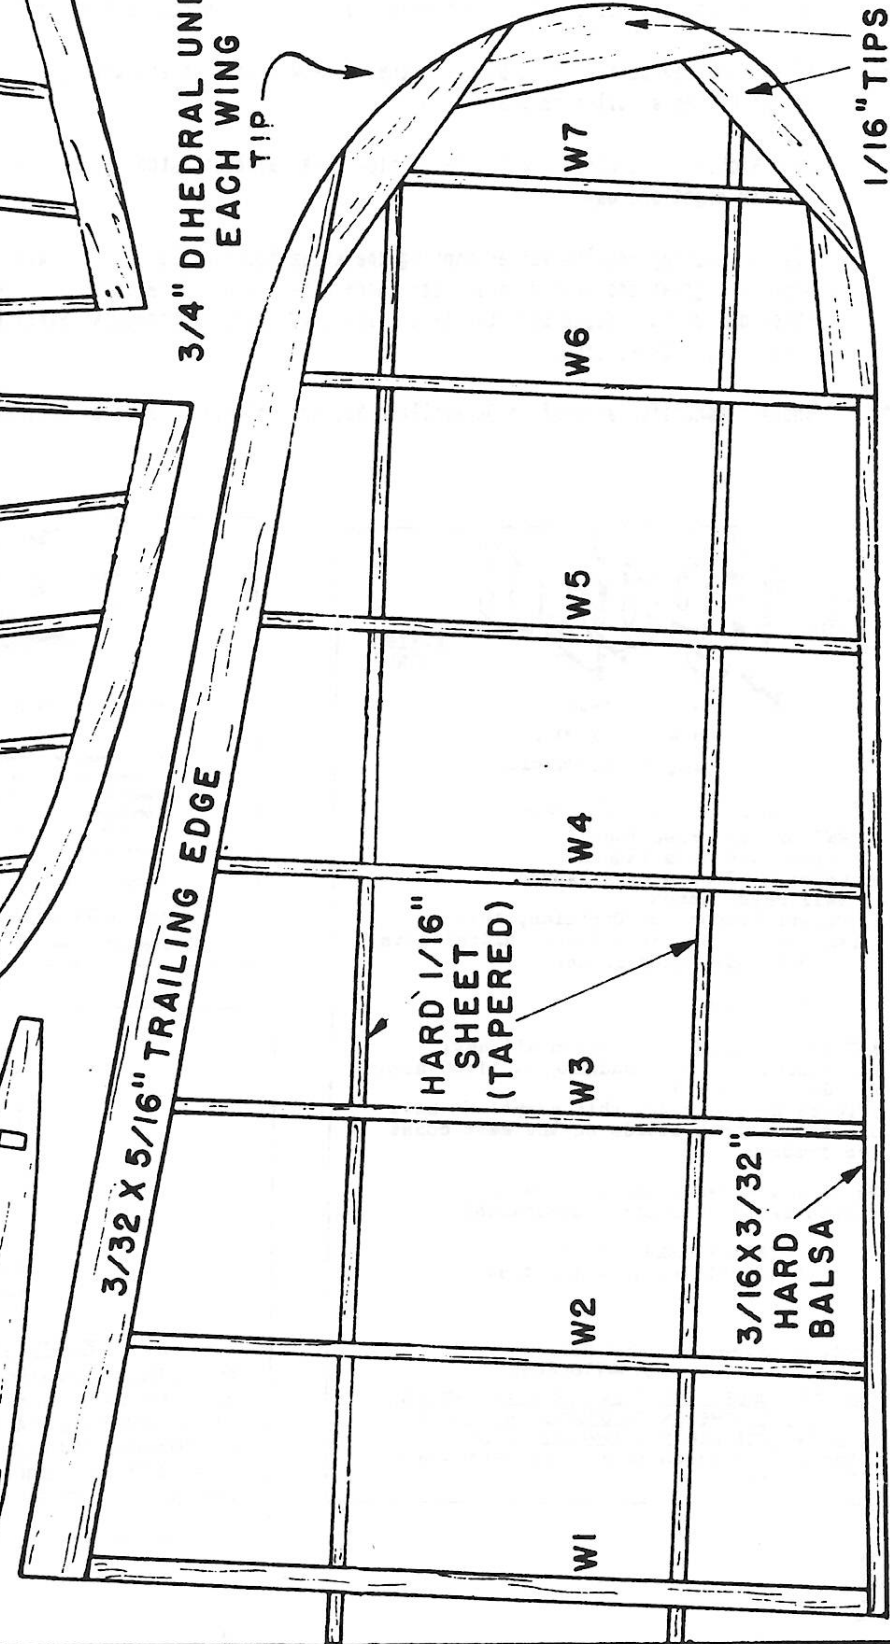 3/4" DIHEDRAL UN
EACH WING
TIP
1/16" TIPS
W7
W6
W5
W4
W3
W2
W1
3/32 X 5/16" TRAILING EDGE
HARD 1/16"
SHEET
(TAPERED)
3/16X3/32"
HARD
BALSA